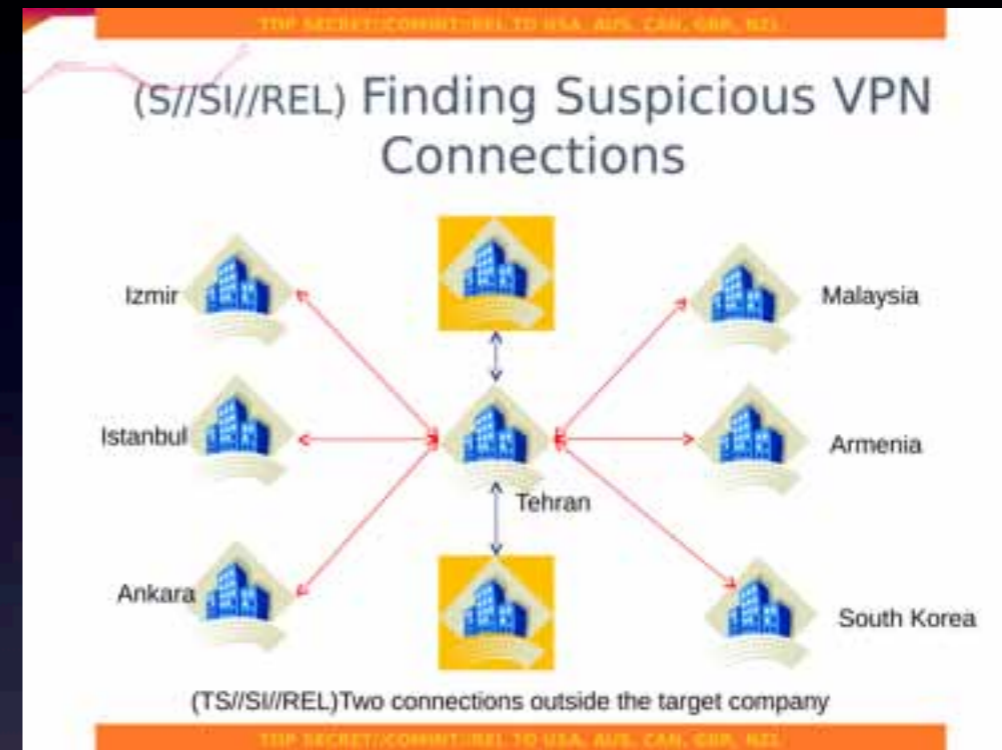 TOP SECRET//COMINT//REL TO USA, AUS, CAN, GBR, NZL
(S//SI//REL) Finding Suspicious VPN
Connections
Izmir
Malaysia
Istanbul
Armenia
Tehran
Ankara
South Korea
(TS//SI//REL)Two connections outside the target company
TOP SECRET//COMINT//REL TO USA, AUS, CAN, GBR, NZL